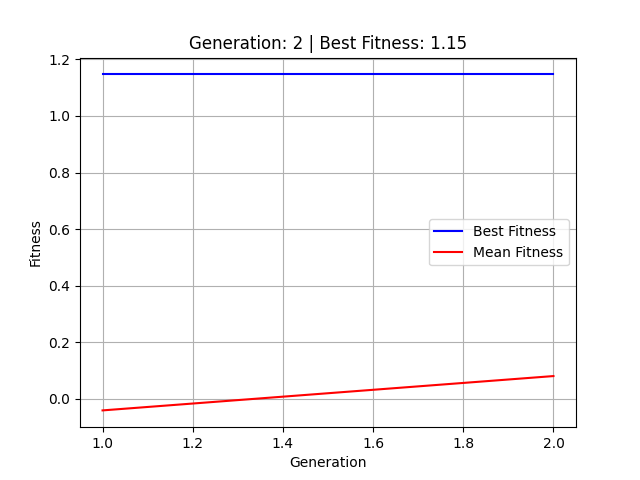 Generation: 2 | Best Fitness: 1.15
1.2
1.0
0.8
0.6
0.4
0.2
0.0
Fitness
Best Fitness
Mean Fitness
1.0 1.2 1.4 1.6 1.8 2.0
Generation